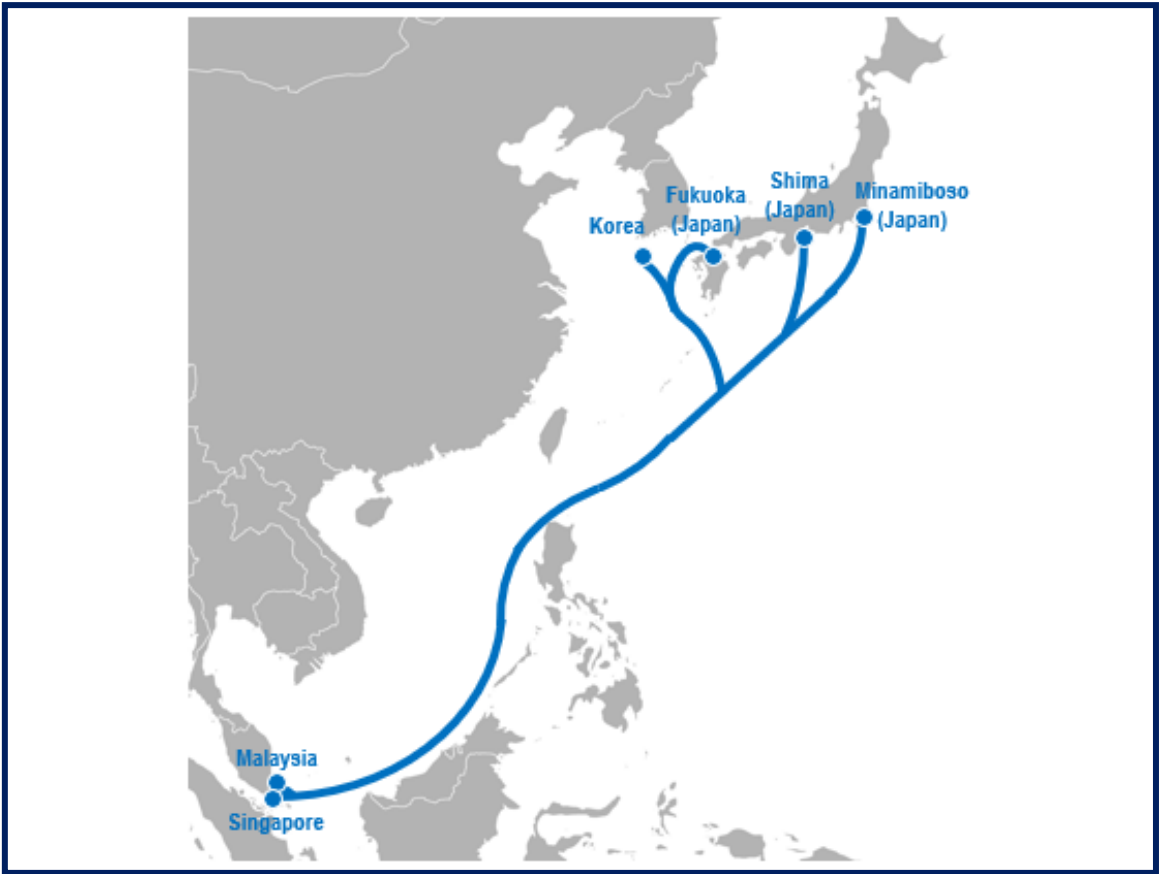 Shima
(Japan)
Minamiboso
(Japan)
Fukuoka
(Japan)
Korea
Malaysia
Singapore